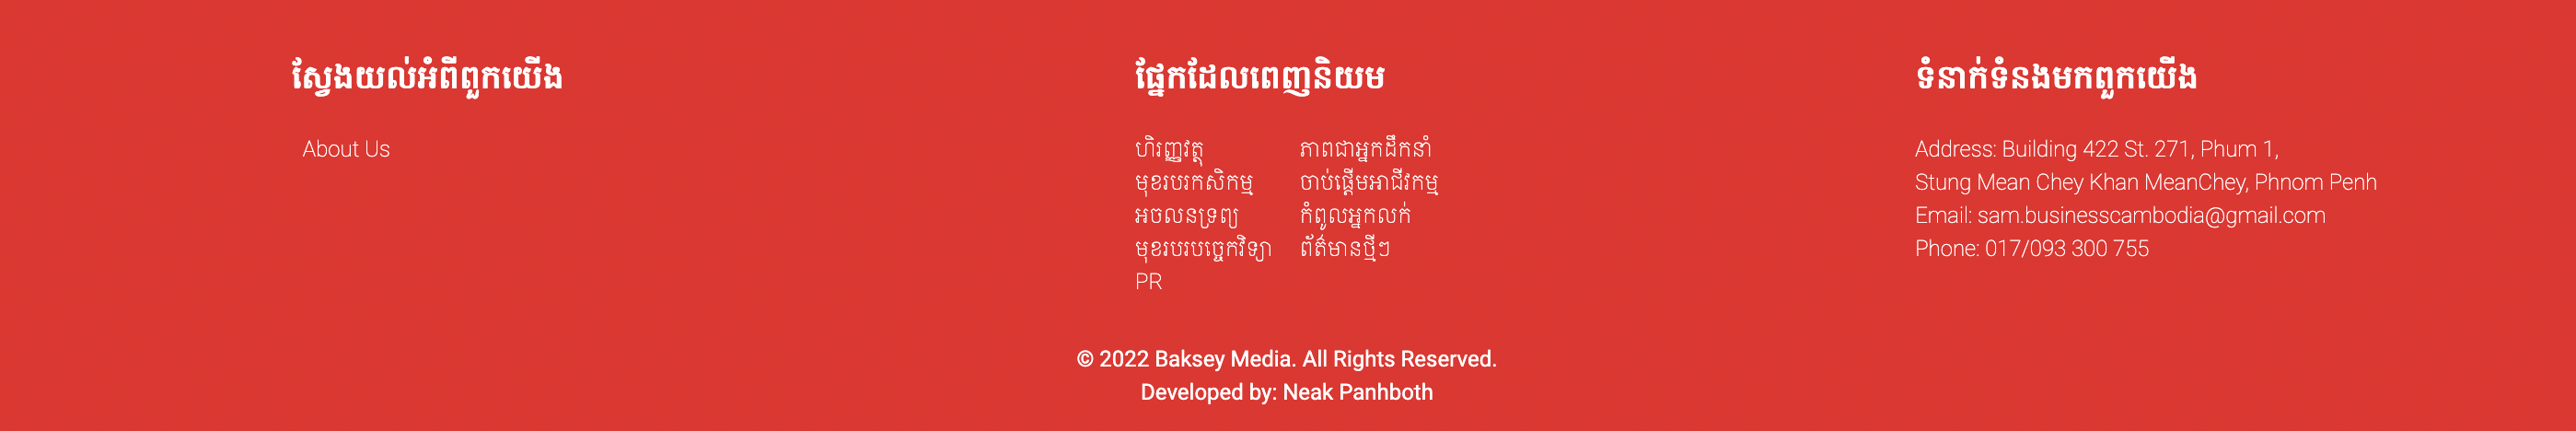 ស្វែងយល់អំពីពួកយើង
About Us
ផ្នែកដែលពេញនិយម
ហិរញ្ញវត្ថុ
មុខរបរកសិកម្ម
អចលនទ្រព្យ
មុខរបរបច្ចេកវិទ្យា
PR
ភាពជាអ្នកដឹកនាំ
ចាប់ផ្ដើមអាជីវកម្ម
កំពូលអ្នកលក់
ព័ត៌មានថ្មីៗ
ទំនាក់ទំនងមកពួកយើង
Address: Building 422 St. 271, Phum 1,
Stung Mean Chey Khan MeanChey, Phnom Penh
Email: sam.businesscambodia@gmail.com
Phone: 017/093 300 755
© 2022 Baksey Media. All Rights Reserved.
Developed by: Neak Panhboth